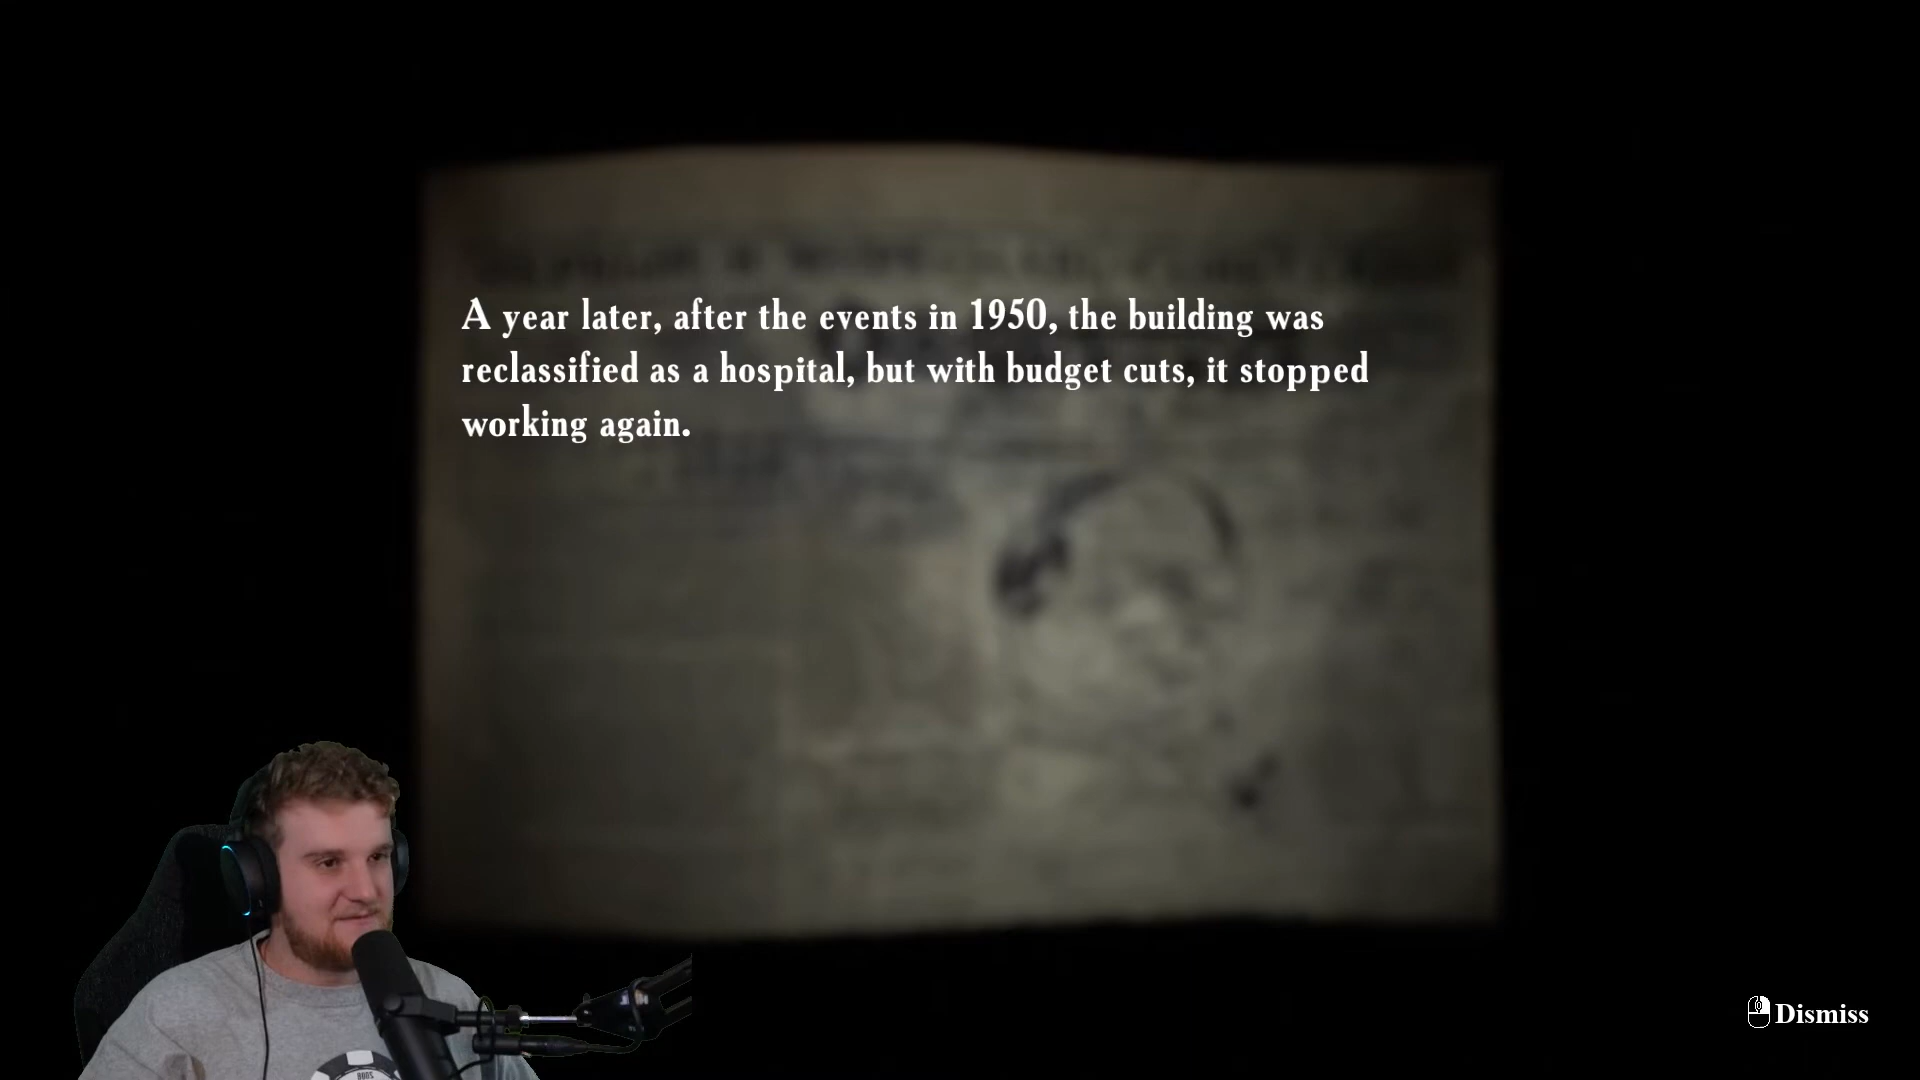 A year later, after the events in 1950, the building was
reclassified as a hospital, but with budget cuts, it stopped
working again.
Dismiss